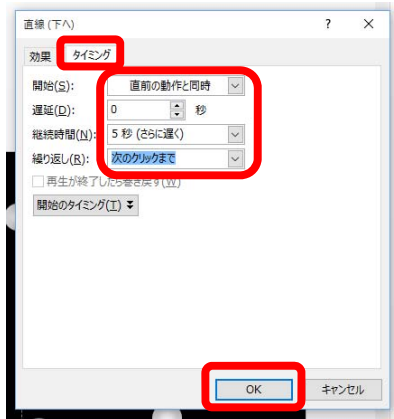 直線 (下へ) ? ×
効果 タイミング
開始(S): 直前の動作と同時
遅延(D): 0 秒
継続時間(N): 5 秒 (さらに遅く)
繰り返し(R): 次のクリックまで
再生が終了したら巻き戻す(W)
開始のタイミング(T)
OK キャンセル